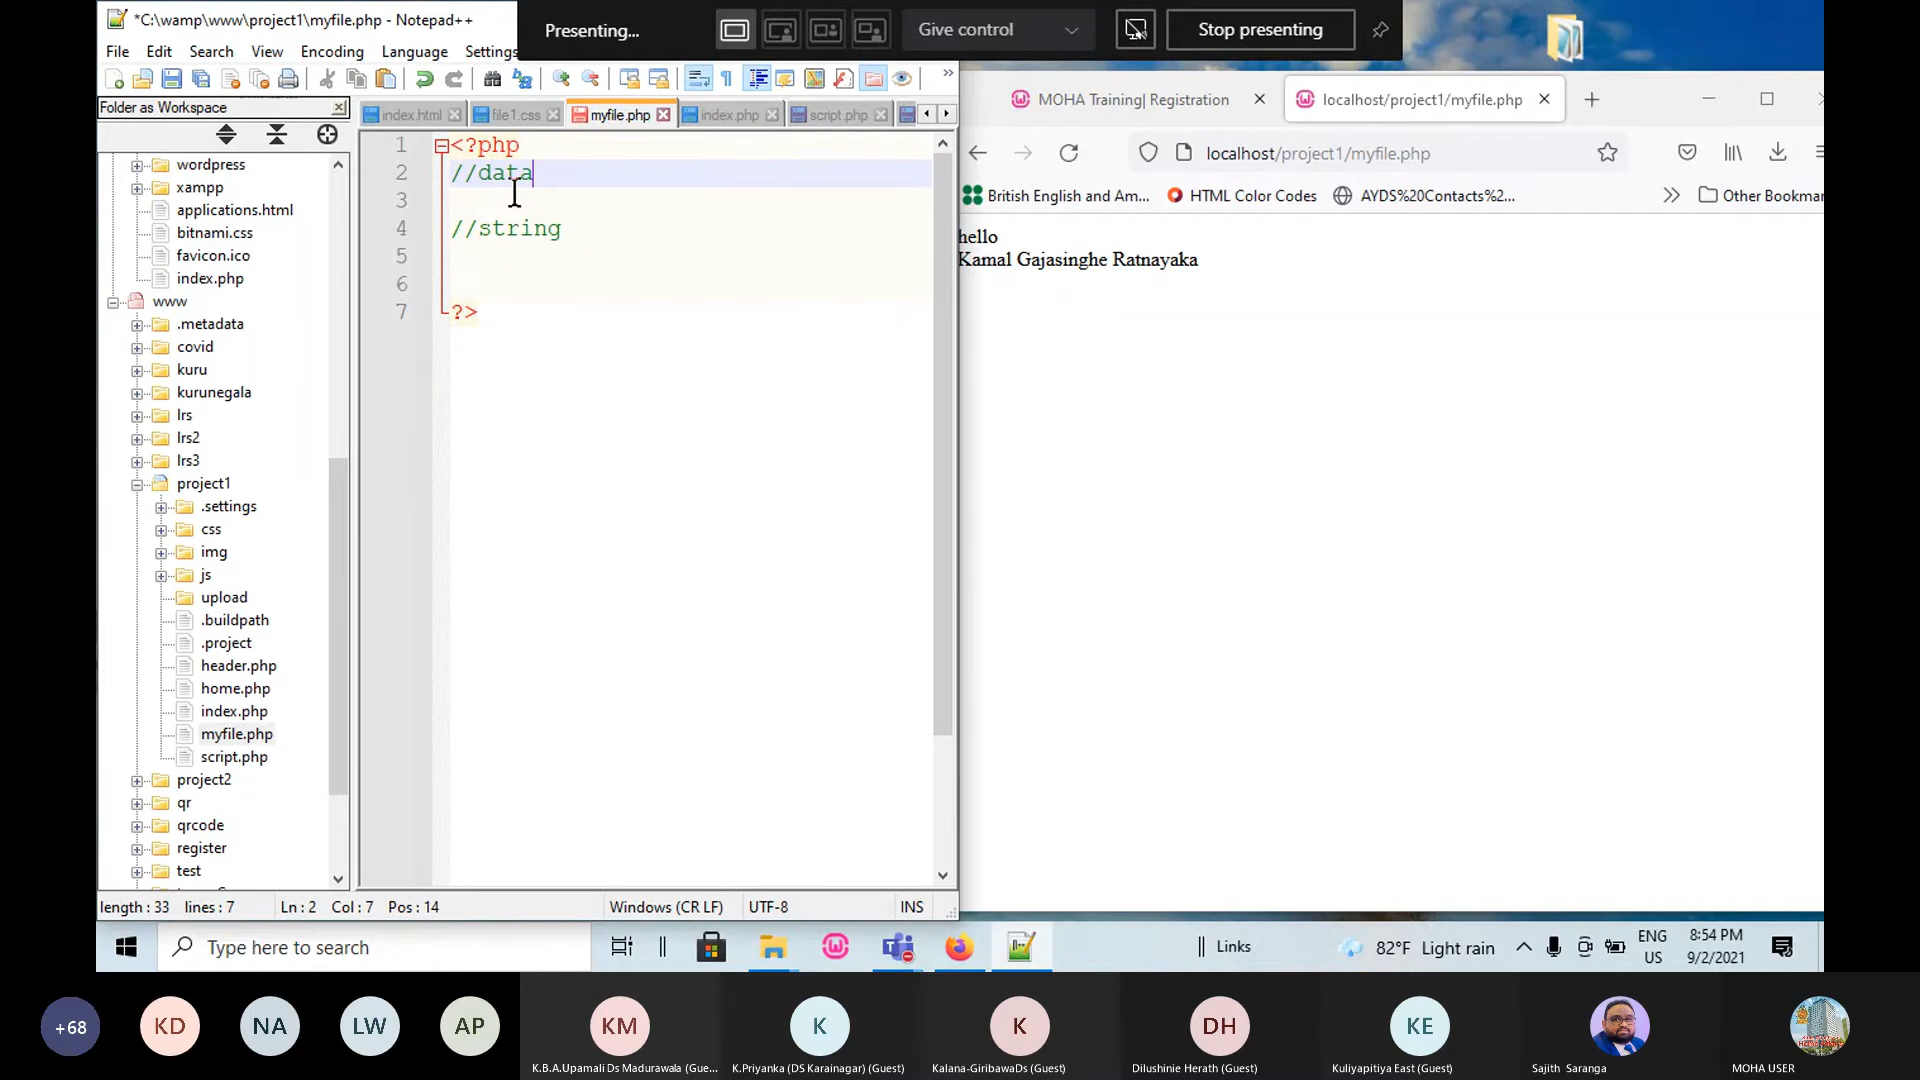 *C:\wamp\www\project1\myfile.php - Notepad++
Presenting...
Give control
Stop presenting
File Edit Search View Encoding Language Settings
Folder as Workspace
index.html file1.css myfile.php index.php script.php
wordpress
xampp
applications.html
bitnami.css
favicon.ico
index.php
www
.metadata
covid
kuru
kurunegala
lrs
lrs2
lrs3
project1
.settings
css
img
js
upload
.buildpath
.project
header.php
home.php
index.php
myfile.php
script.php
project2
qr
qrcode
register
test
1 <?php
2 //data
3
4 //string
5
6
7 ?>
length : 33 lines : 7 Ln : 2 Col : 7 Pos : 14 Windows (CR LF) UTF-8 INS
MOHA Training| Registration
localhost/project1/myfile.php
localhost/project1/myfile.php
British English and Am... HTML Color Codes AYDS%20Contacts%2... Other Bookmar
hello
Kamal Gajasinghe Ratnayaka
Type here to search
Links
82°F Light rain
ENG
US
8:54 PM
9/2/2021
+68 KD NA LW AP KM K K DH KE
K.B.A.Upamali Ds Madurawala (Gue... K.Priyanka (DS Karainagar) (Guest) Kalana-GiribawaDs (Guest) Dilushinie Herath (Guest) Kuliyapitiya East (Guest) Sajith Saranga MOHA USER